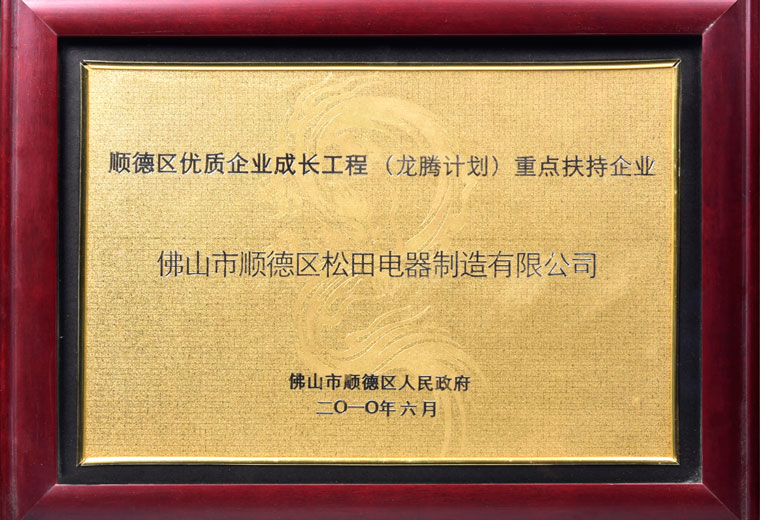 顺德区优质企业成长工程（龙腾计划）重点扶持企业
佛山市顺德区松田电器制造有限公司
佛山市顺德区人民政府
二〇一〇年六月